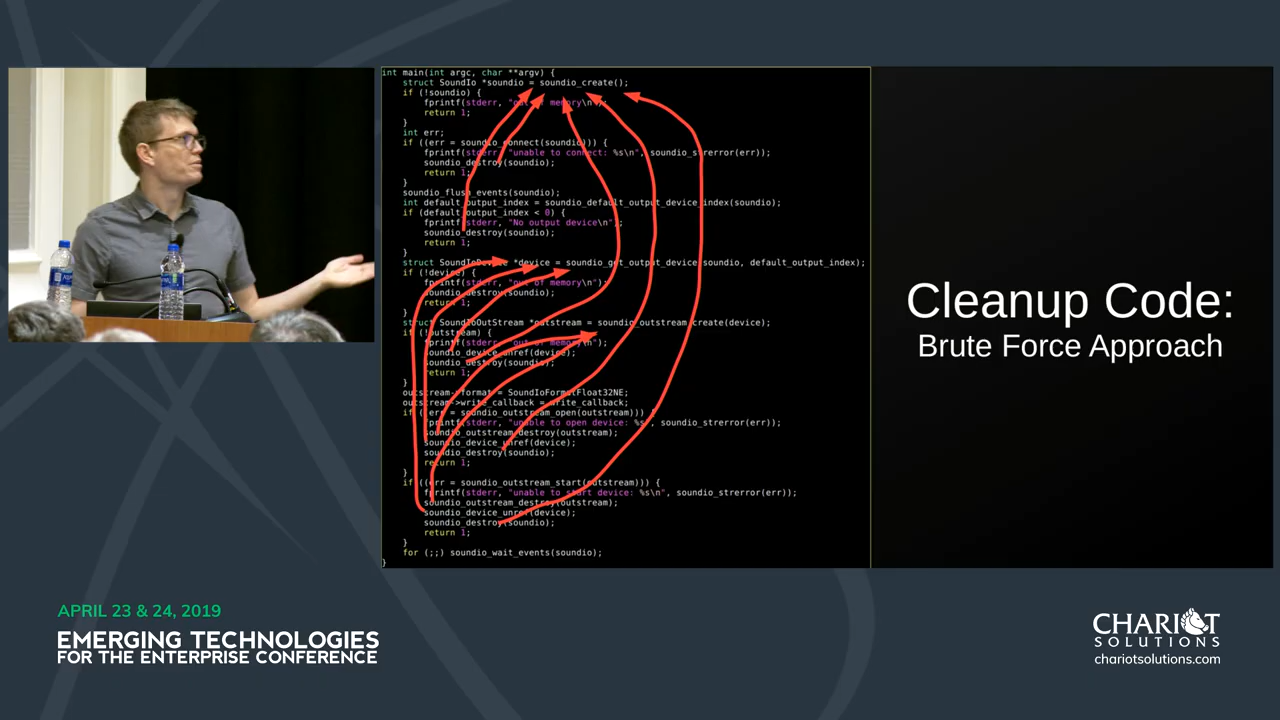 int main(int argc, char **argv) {
struct SoundIo *soundio = soundio_create();
if (!soundio) {
fprintf(stderr, "out of memory\n");
return 1;
}
int err;
if ((err = soundio_connect(soundio))) {
fprintf(stderr, "unable to connect: %s\n", soundio_strerror(err));
soundio_destroy(soundio);
return 1;
}
soundio_flush_events(soundio);
int default_output_index = soundio_default_output_device_index(soundio);
if (default_output_index < 0) {
fprintf(stderr, "No output device\n");
soundio_destroy(soundio);
return 1;
}
struct SoundIoDevice *device = soundio_get_output_device(soundio, default_output_index);
if (!device) {
fprintf(stderr, "out of memory\n");
soundio_destroy(soundio);
return 1;
}
struct SoundIoOutStream *outstream = soundio_outstream_create(device);
if (!outstream) {
fprintf(stderr, "out of memory\n");
soundio_device_unref(device);
soundio_destroy(soundio);
return 1;
}
outstream->format = SoundIoFormatFloat32NE;
outstream->write_callback = write_callback;
if ((err = soundio_outstream_open(outstream))) {
fprintf(stderr, "unable to open device: %s", soundio_strerror(err));
soundio_outstream_destroy(outstream);
soundio_device_unref(device);
soundio_destroy(soundio);
return 1;
}
if ((err = soundio_outstream_start(outstream))) {
fprintf(stderr, "unable to start device: %s\n", soundio_strerror(err));
soundio_outstream_destroy(outstream);
soundio_device_unref(device);
soundio_destroy(soundio);
return 1;
}
for (;;) soundio_wait_events(soundio);
}
Cleanup Code:
Brute Force Approach
APRIL 23 & 24, 2019
EMERGING TECHNOLOGIES
FOR THE ENTERPRISE CONFERENCE
CHARIOT
SOLUTIONS
chariotsolutions.com